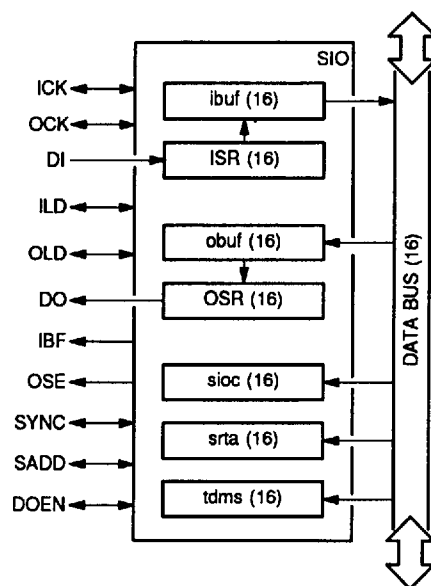 SIO
ICK
ibuf (16)
OCK
DI
ISR (16)
ILD
obuf (16)
OLD
DO
OSR (16)
IBF
OSE
sioc (16)
SYNC
srta (16)
SADD
DOEN
tdms (16)
DATA BUS (16)